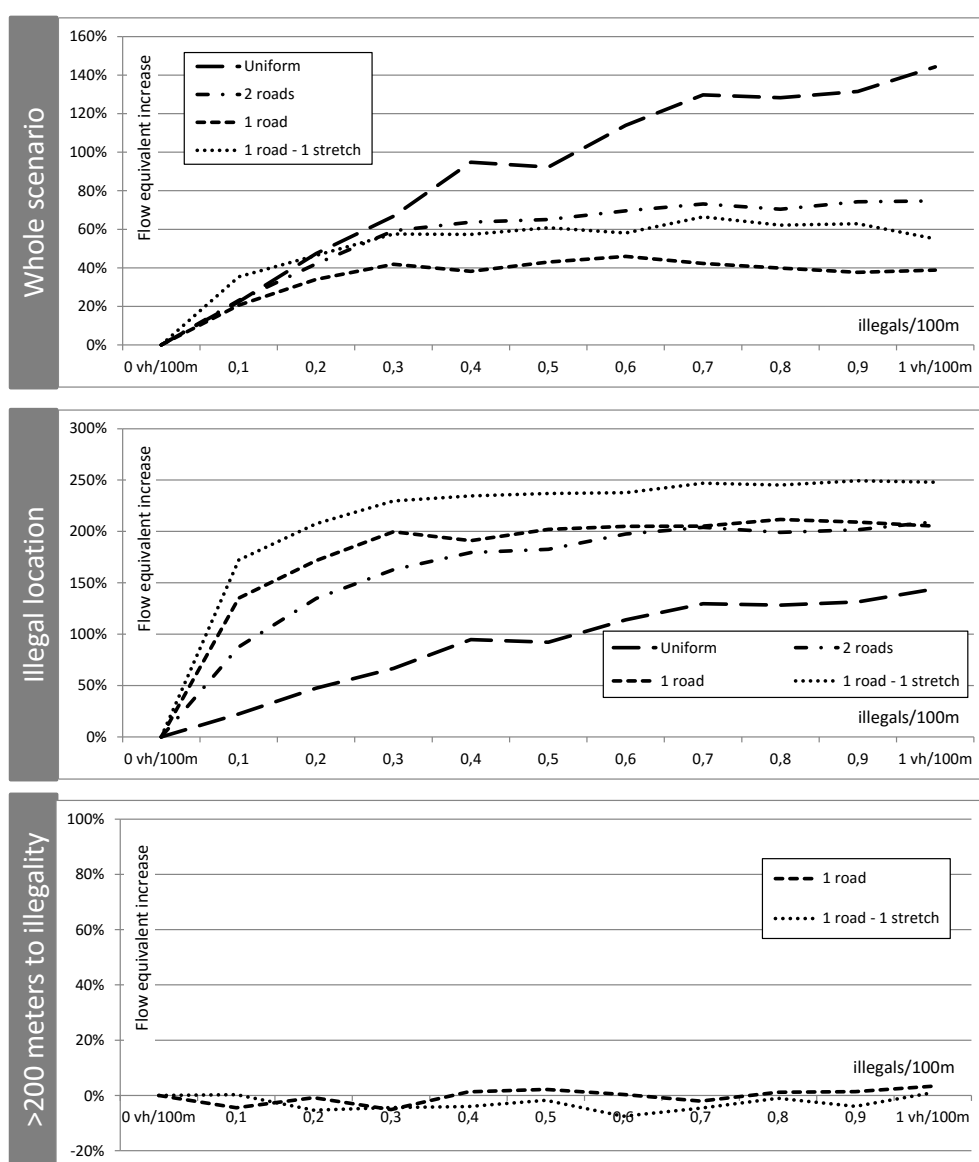 Whole scenario
Flow equivalent increase
160%
140%
120%
100%
80%
60%
40%
20%
0%
Uniform
2 roads
1 road
1 road - 1 stretch
illegals/100m
0 vh/100m 0,1 0,2 0,3 0,4 0,5 0,6 0,7 0,8 0,9 1 vh/100m
Illegal location
Flow equivalent increase
300%
250%
200%
150%
100%
50%
0%
Uniform 2 roads
1 road 1 road - 1 stretch
illegals/100m
0 vh/100m 0,1 0,2 0,3 0,4 0,5 0,6 0,7 0,8 0,9 1 vh/100m
>200 meters to illegality
Flow equivalent increase
100%
80%
60%
40%
20%
0%
-20%
1 road
1 road - 1 stretch
illegals/100m
0 vh/100m 0,1 0,2 0,3 0,4 0,5 0,6 0,7 0,8 0,9 1 vh/100m